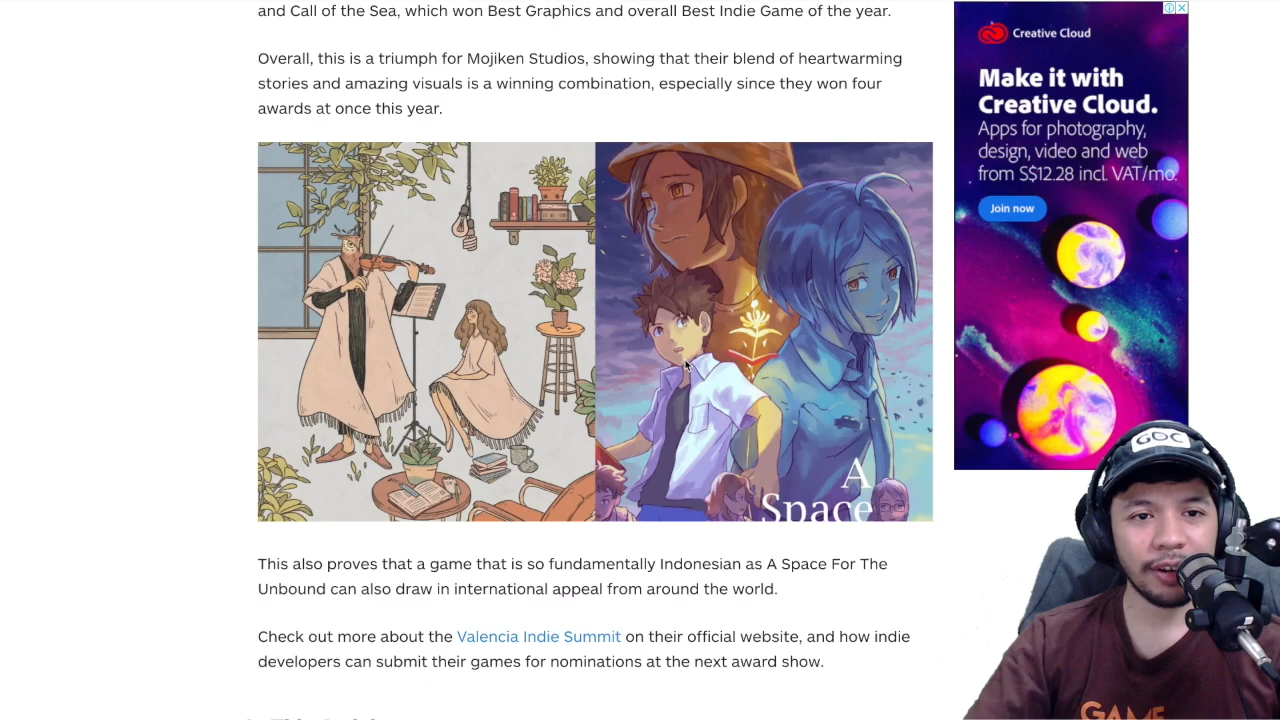 and Call of the Sea, which won Best Graphics and overall Best Indie Game of the year.
Overall, this is a triumph for Mojiken Studios, showing that their blend of heartwarming
stories and amazing visuals is a winning combination, especially since they won four
awards at once this year.
A
Space
This also proves that a game that is so fundamentally Indonesian as A Space For The
Unbound can also draw in international appeal from around the world.
Check out more about the Valencia Indie Summit on their official website, and how indie
developers can submit their games for nominations at the next award show.
Creative Cloud
Make it with
Creative Cloud.
Apps for photography,
design, video and web
from S$12.28 incl. VAT/mo.
Join now
GDC
GAME